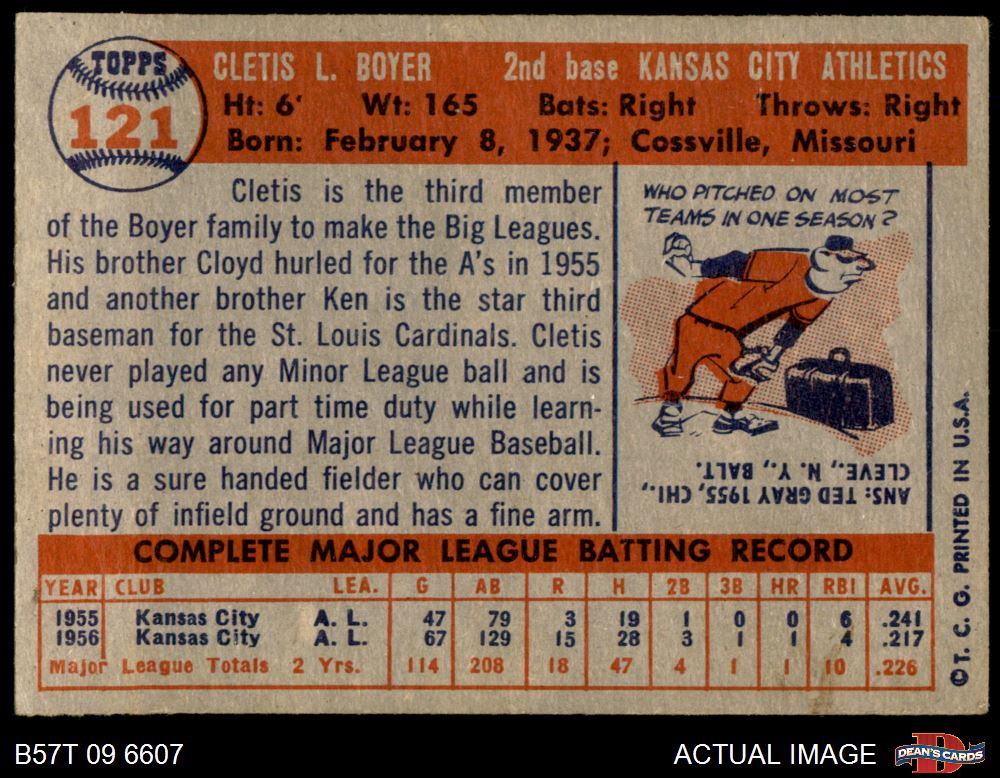 TOPPS
121
CLETIS L. BOYER 2nd base KANSAS CITY ATHLETICS
Ht: 6' Wt: 165 Bats: Right Throws: Right
Born: February 8, 1937; Cossville, Missouri
Cletis is the third member
of the Boyer family to make the Big Leagues.
His brother Cloyd hurled for the A's in 1955
and another brother Ken is the star third
baseman for the St. Louis Cardinals. Cletis
never played any Minor League ball and is
being used for part time duty while learn-
ing his way around Major League Baseball.
He is a sure handed fielder who can cover
plenty of infield ground and has a fine arm.
WHO PITCHED ON MOST
TEAMS IN ONE SEASON?
ANS: TED GRAY 1955, CHI.,
CLEVE., N. Y., BALT.
© T. C. G. PRINTED IN U.S.A.
COMPLETE MAJOR LEAGUE BATTING RECORD
YEAR CLUB LEA. G AB R H 2B 3B HR RBI AVG.
1955 Kansas City A. L. 47 79 3 19 1 0 0 6 .241
1956 Kansas City A. L. 67 129 15 28 3 1 1 4 .217
Major League Totals 2 Yrs. 114 208 18 47 4 1 1 10 .226
B57T 09 6607
ACTUAL IMAGE
DEAN'S CARDS